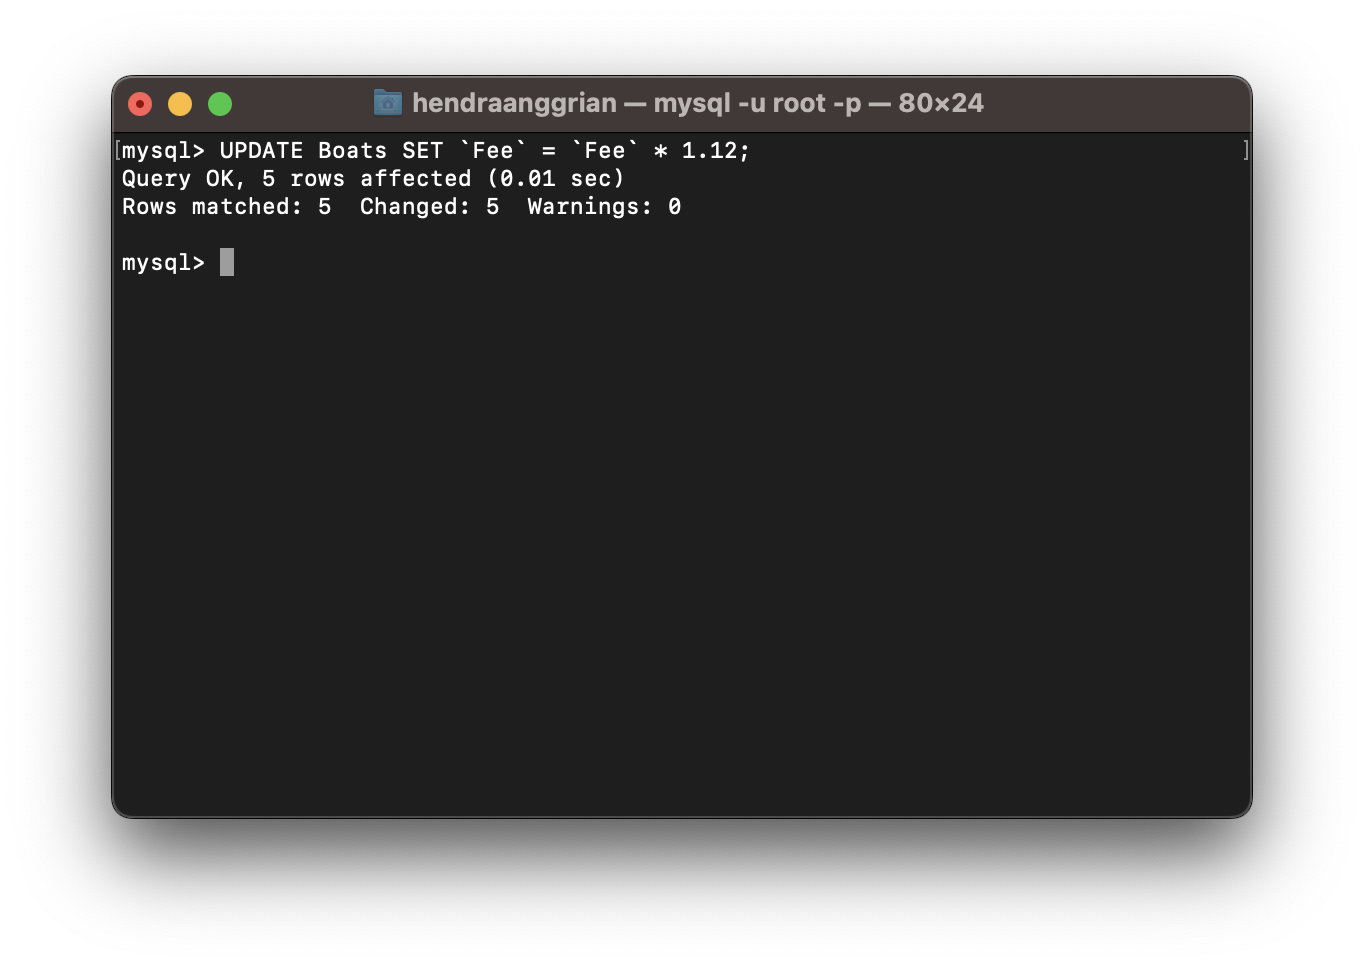 hendraanggrian — mysql -u root -p — 80×24
[mysql> UPDATE Boats SET `Fee` = `Fee` * 1.12; ]
Query OK, 5 rows affected (0.01 sec)
Rows matched: 5  Changed: 5  Warnings: 0
mysql>